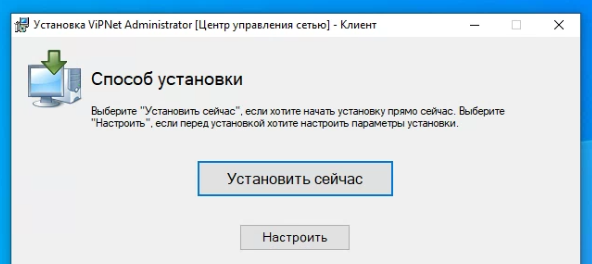 Установка ViPNet Administrator [Центр управления сетью] - Клиент
Способ установки
Выберите "Установить сейчас", если хотите начать установку прямо сейчас. Выберите
"Настроить", если перед установкой хотите настроить параметры установки.
Установить сейчас
Настроить